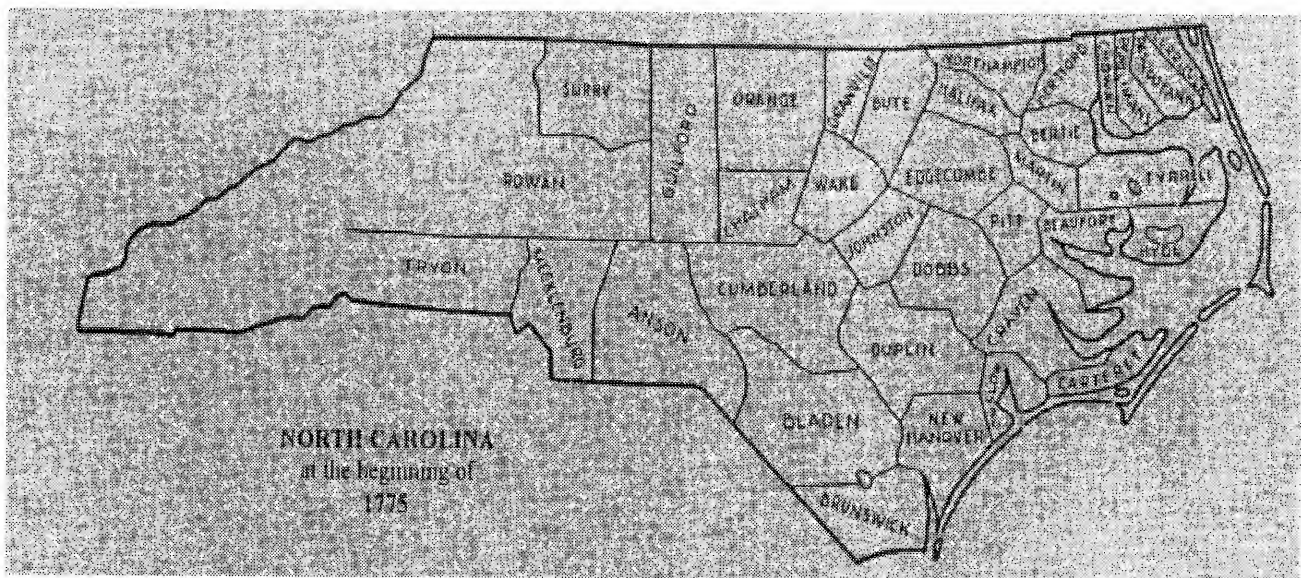 SURRY
GUILFORD
ORANGE
GRANVILLE
BUTE
NORTHAMPTON
HALIFAX
HERTFORD
BERTIE
MARTIN
TYRRELL
ROWAN
CHATHAM
WAKE
EDGECOMBE
JOHNSTON
PITT
BEAUFORT
HYDE
TRYON
MECKLENBURG
ANSON
CUMBERLAND
DOBBS
CRAVEN
DUPLIN
CARTERET
BLADEN
NEW
HANOVER
BRUNSWICK
NORTH CAROLINA
at the beginning of
1775